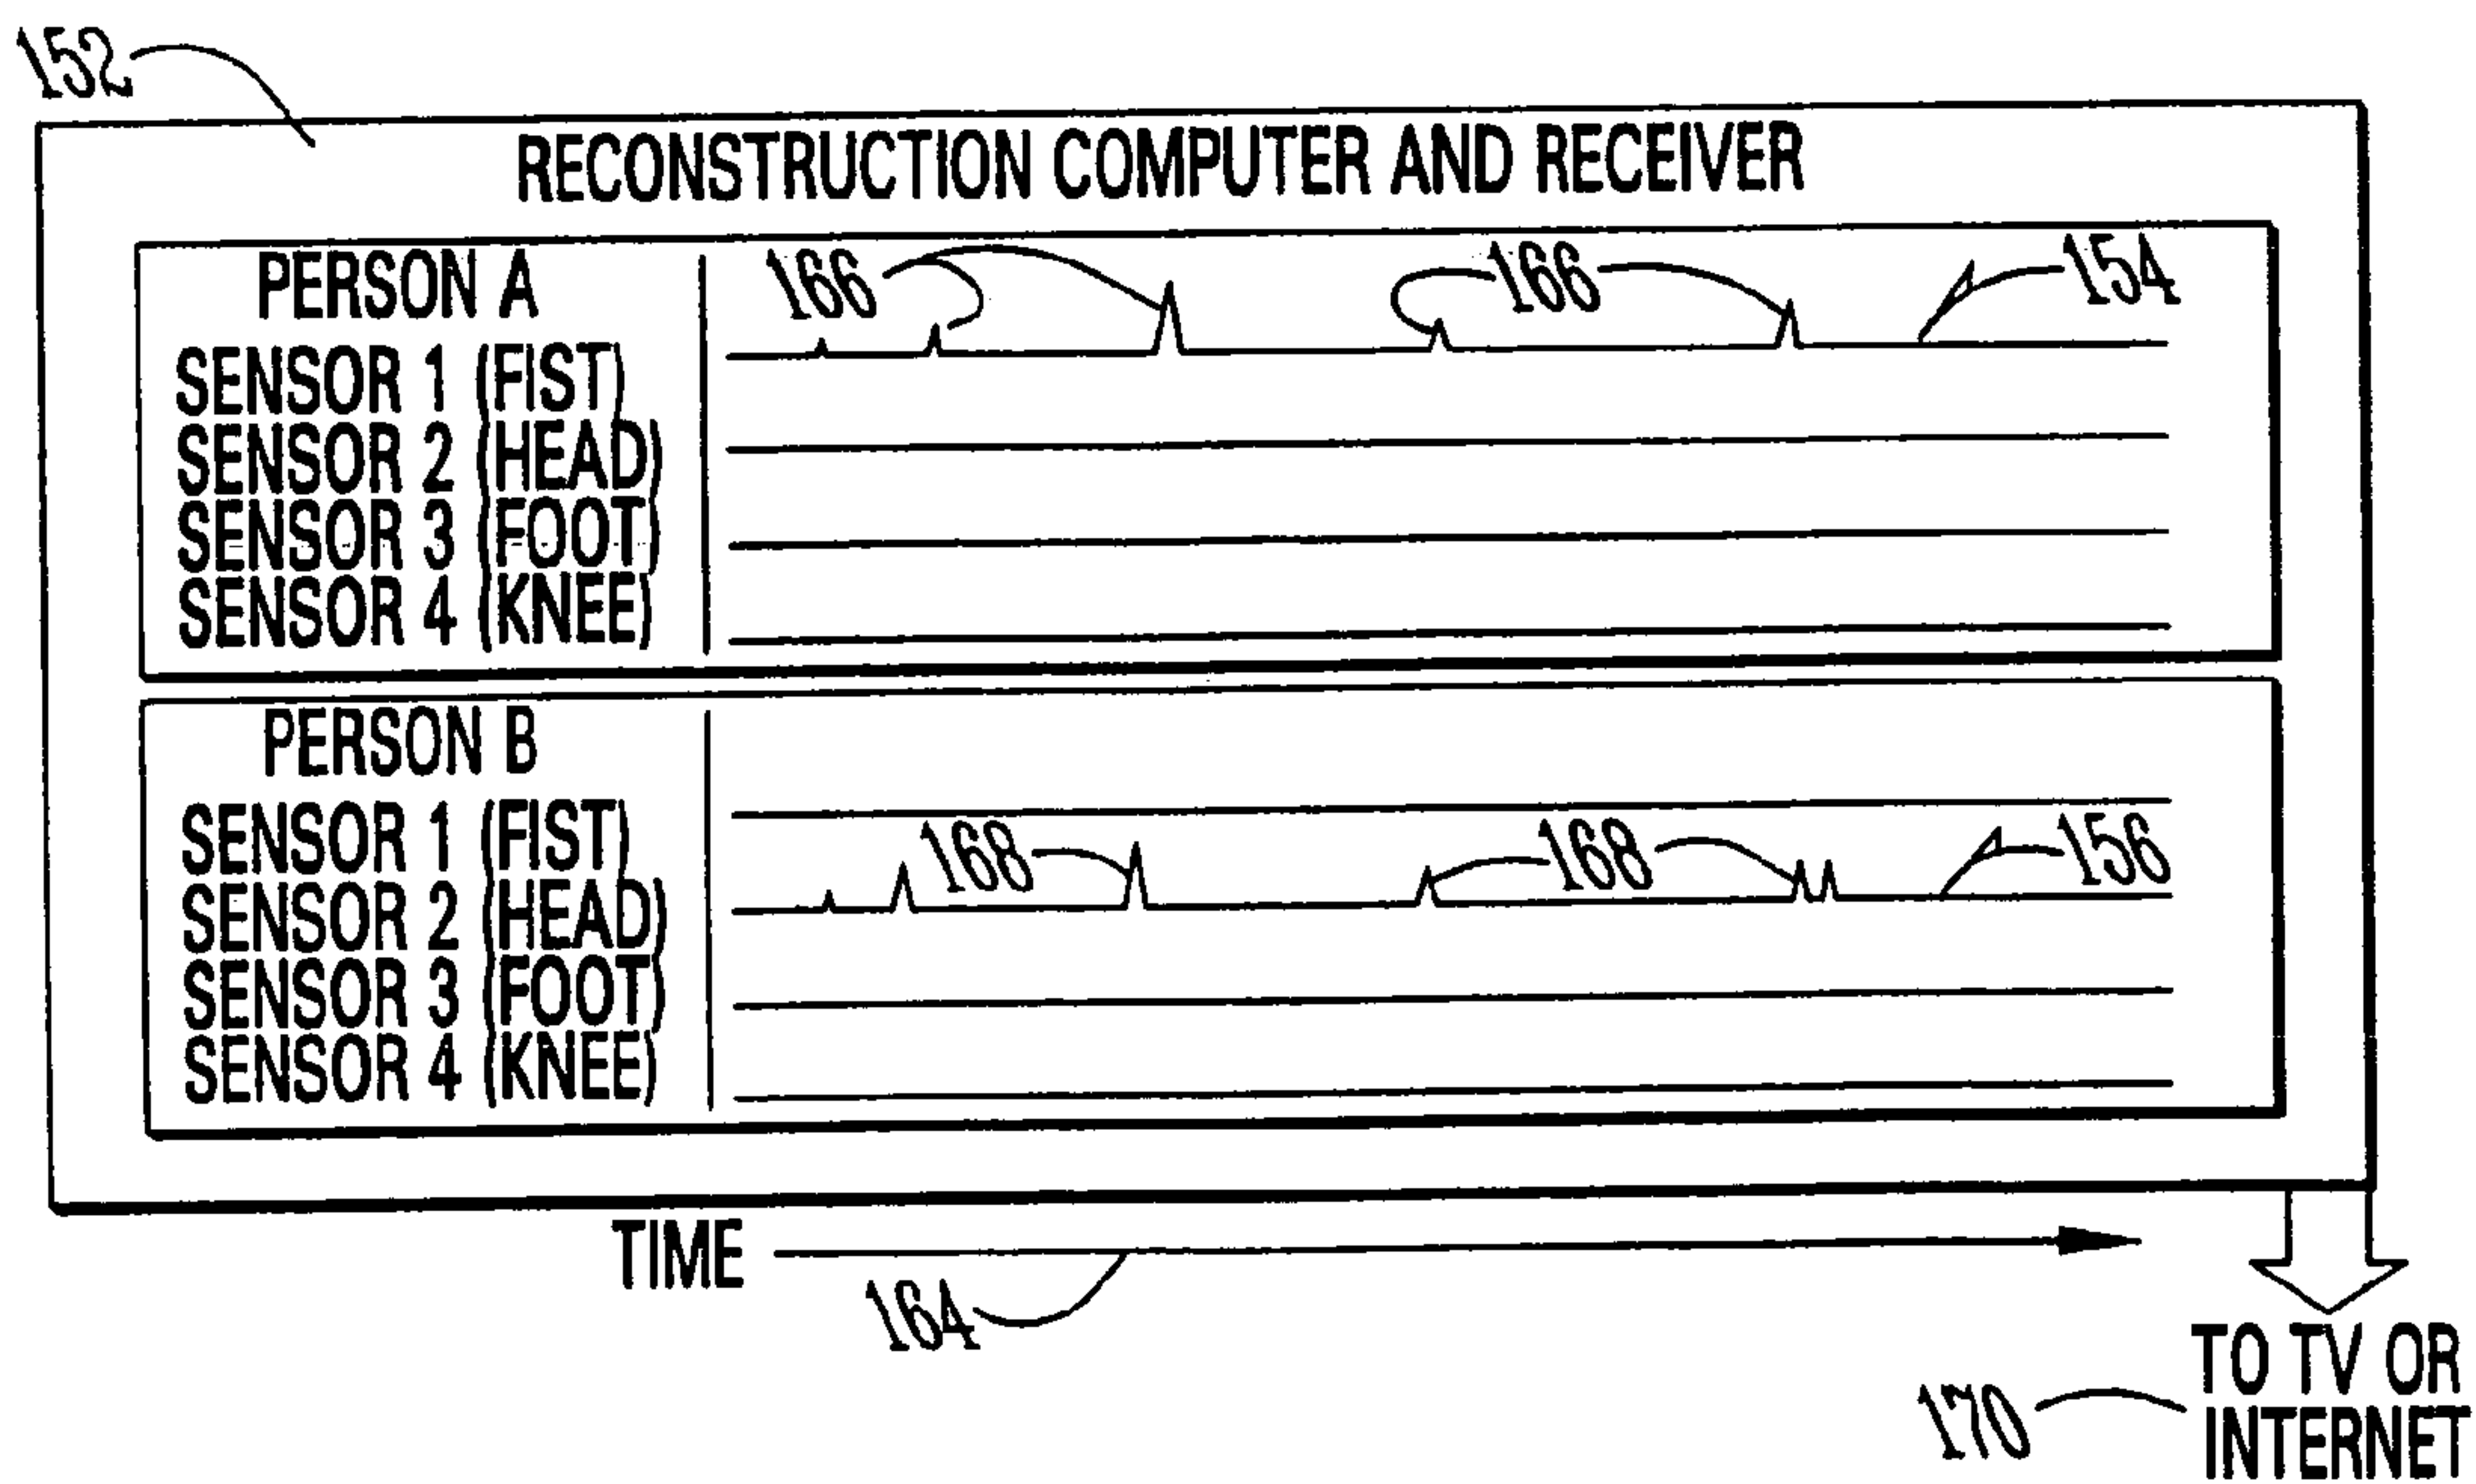 152
RECONSTRUCTION COMPUTER AND RECEIVER
PERSON A
166
166
154
SENSOR 1 (FIST)
SENSOR 2 (HEAD)
SENSOR 3 (FOOT)
SENSOR 4 (KNEE)
PERSON B
SENSOR 1 (FIST)
168
168
156
SENSOR 2 (HEAD)
SENSOR 3 (FOOT)
SENSOR 4 (KNEE)
TIME
164
TO TV OR
170
INTERNET